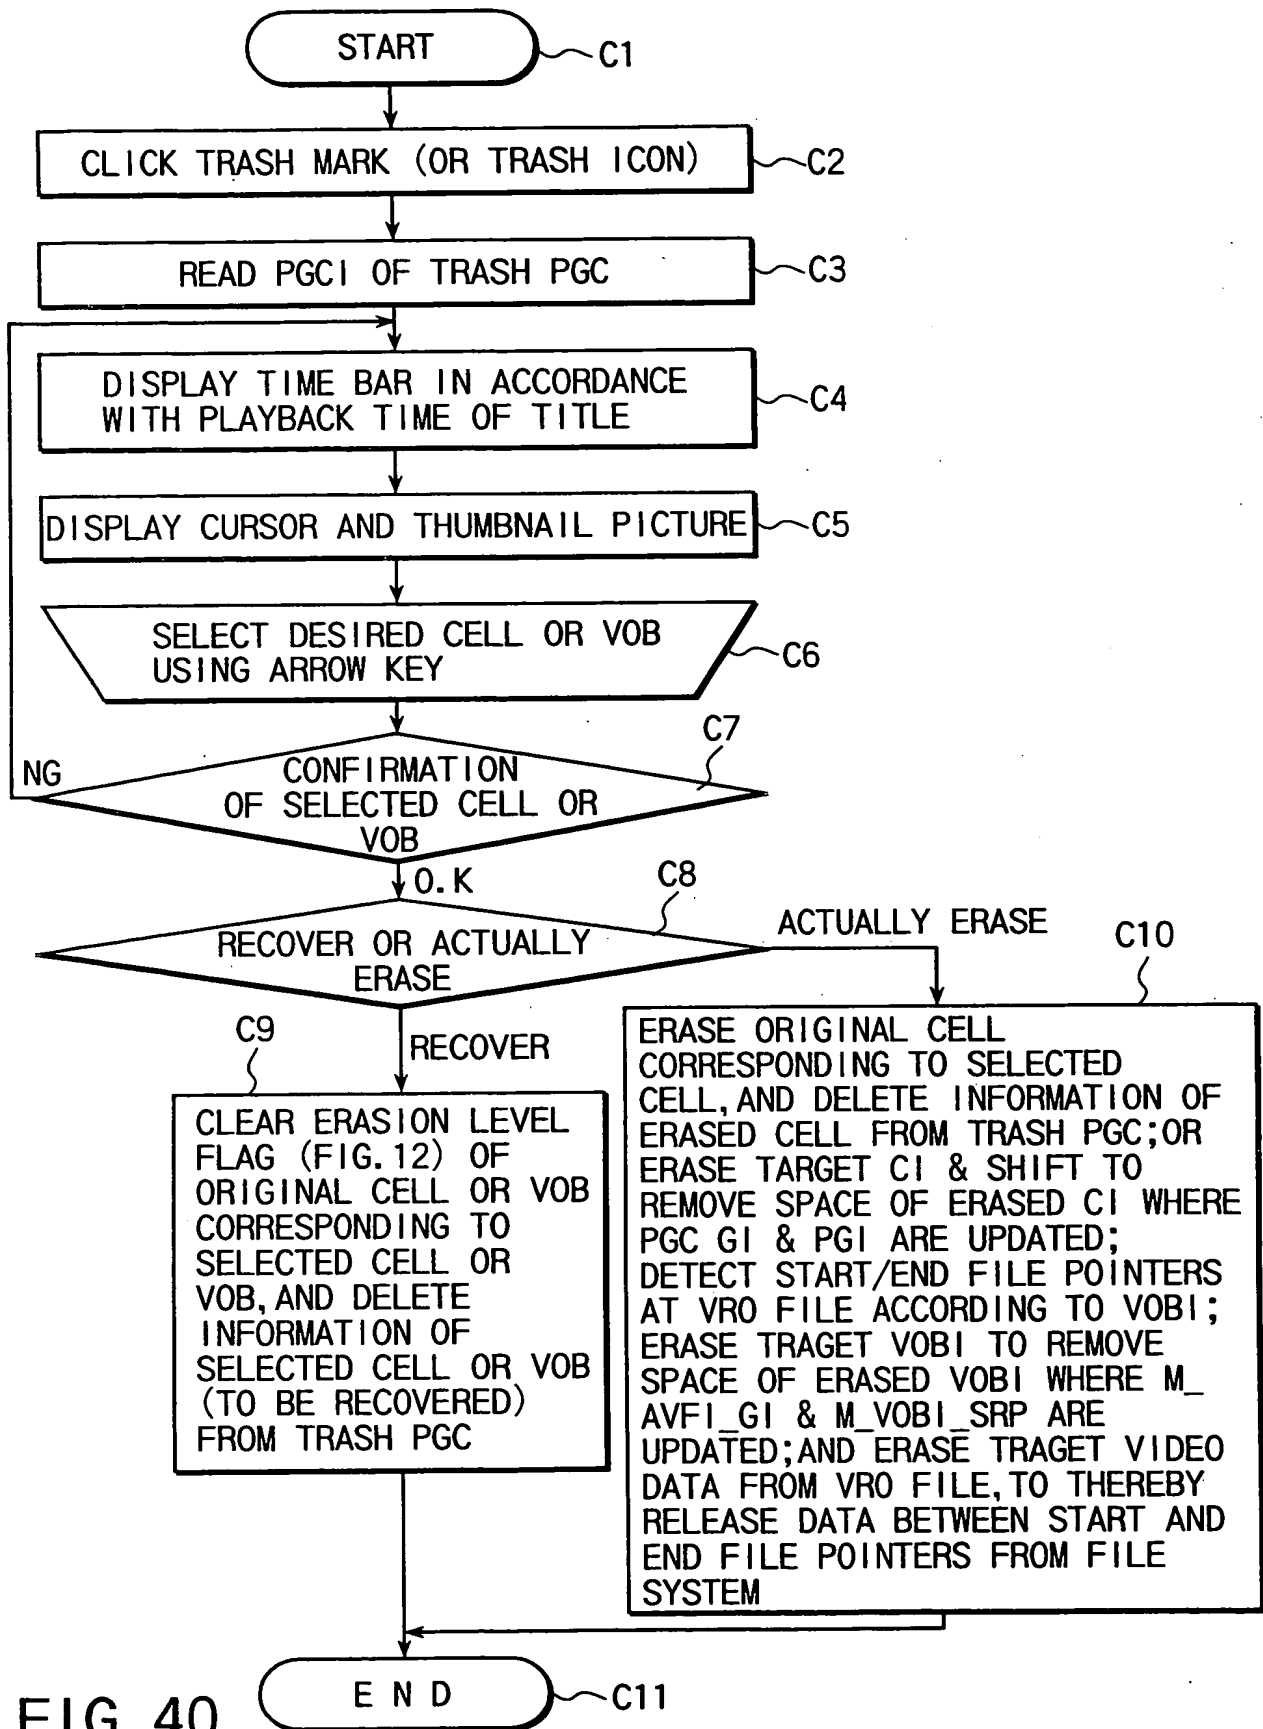 START
C1
CLICK TRASH MARK (OR TRASH ICON)
C2
READ PGCI OF TRASH PGC
C3
DISPLAY TIME BAR IN ACCORDANCE
WITH PLAYBACK TIME OF TITLE
C4
DISPLAY CURSOR AND THUMBNAIL PICTURE
C5
SELECT DESIRED CELL OR VOB
USING ARROW KEY
C6
C7
NG
CONFIRMATION
OF SELECTED CELL OR
VOB
O.K
C8
RECOVER OR ACTUALLY
ERASE
ACTUALLY ERASE
C10
C9
RECOVER
CLEAR ERASION LEVEL
FLAG (FIG.12) OF
ORIGINAL CELL OR VOB
CORRESPONDING TO
SELECTED CELL OR
VOB,AND DELETE
INFORMATION OF
SELECTED CELL OR VOB
(TO BE RECOVERED)
FROM TRASH PGC
ERASE ORIGINAL CELL
CORRESPONDING TO SELECTED
CELL,AND DELETE INFORMATION OF
ERASED CELL FROM TRASH PGC;OR
ERASE TARGET CI & SHIFT TO
REMOVE SPACE OF ERASED CI WHERE
PGC GI & PGI ARE UPDATED;
DETECT START/END FILE POINTERS
AT VRO FILE ACCORDING TO VOBI;
ERASE TRAGET VOBI TO REMOVE
SPACE OF ERASED VOBI WHERE M_
AVFI_GI & M_VOBI_SRP ARE
UPDATED;AND ERASE TRAGET VIDEO
DATA FROM VRO FILE,TO THEREBY
RELEASE DATA BETWEEN START AND
END FILE POINTERS FROM FILE
SYSTEM
END
C11
FIG.40